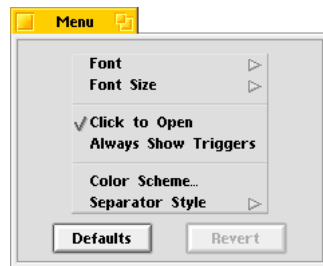 Menu
Font
Font Size
Click to Open
Always Show Triggers
Color Scheme...
Separator Style
Defaults
Revert